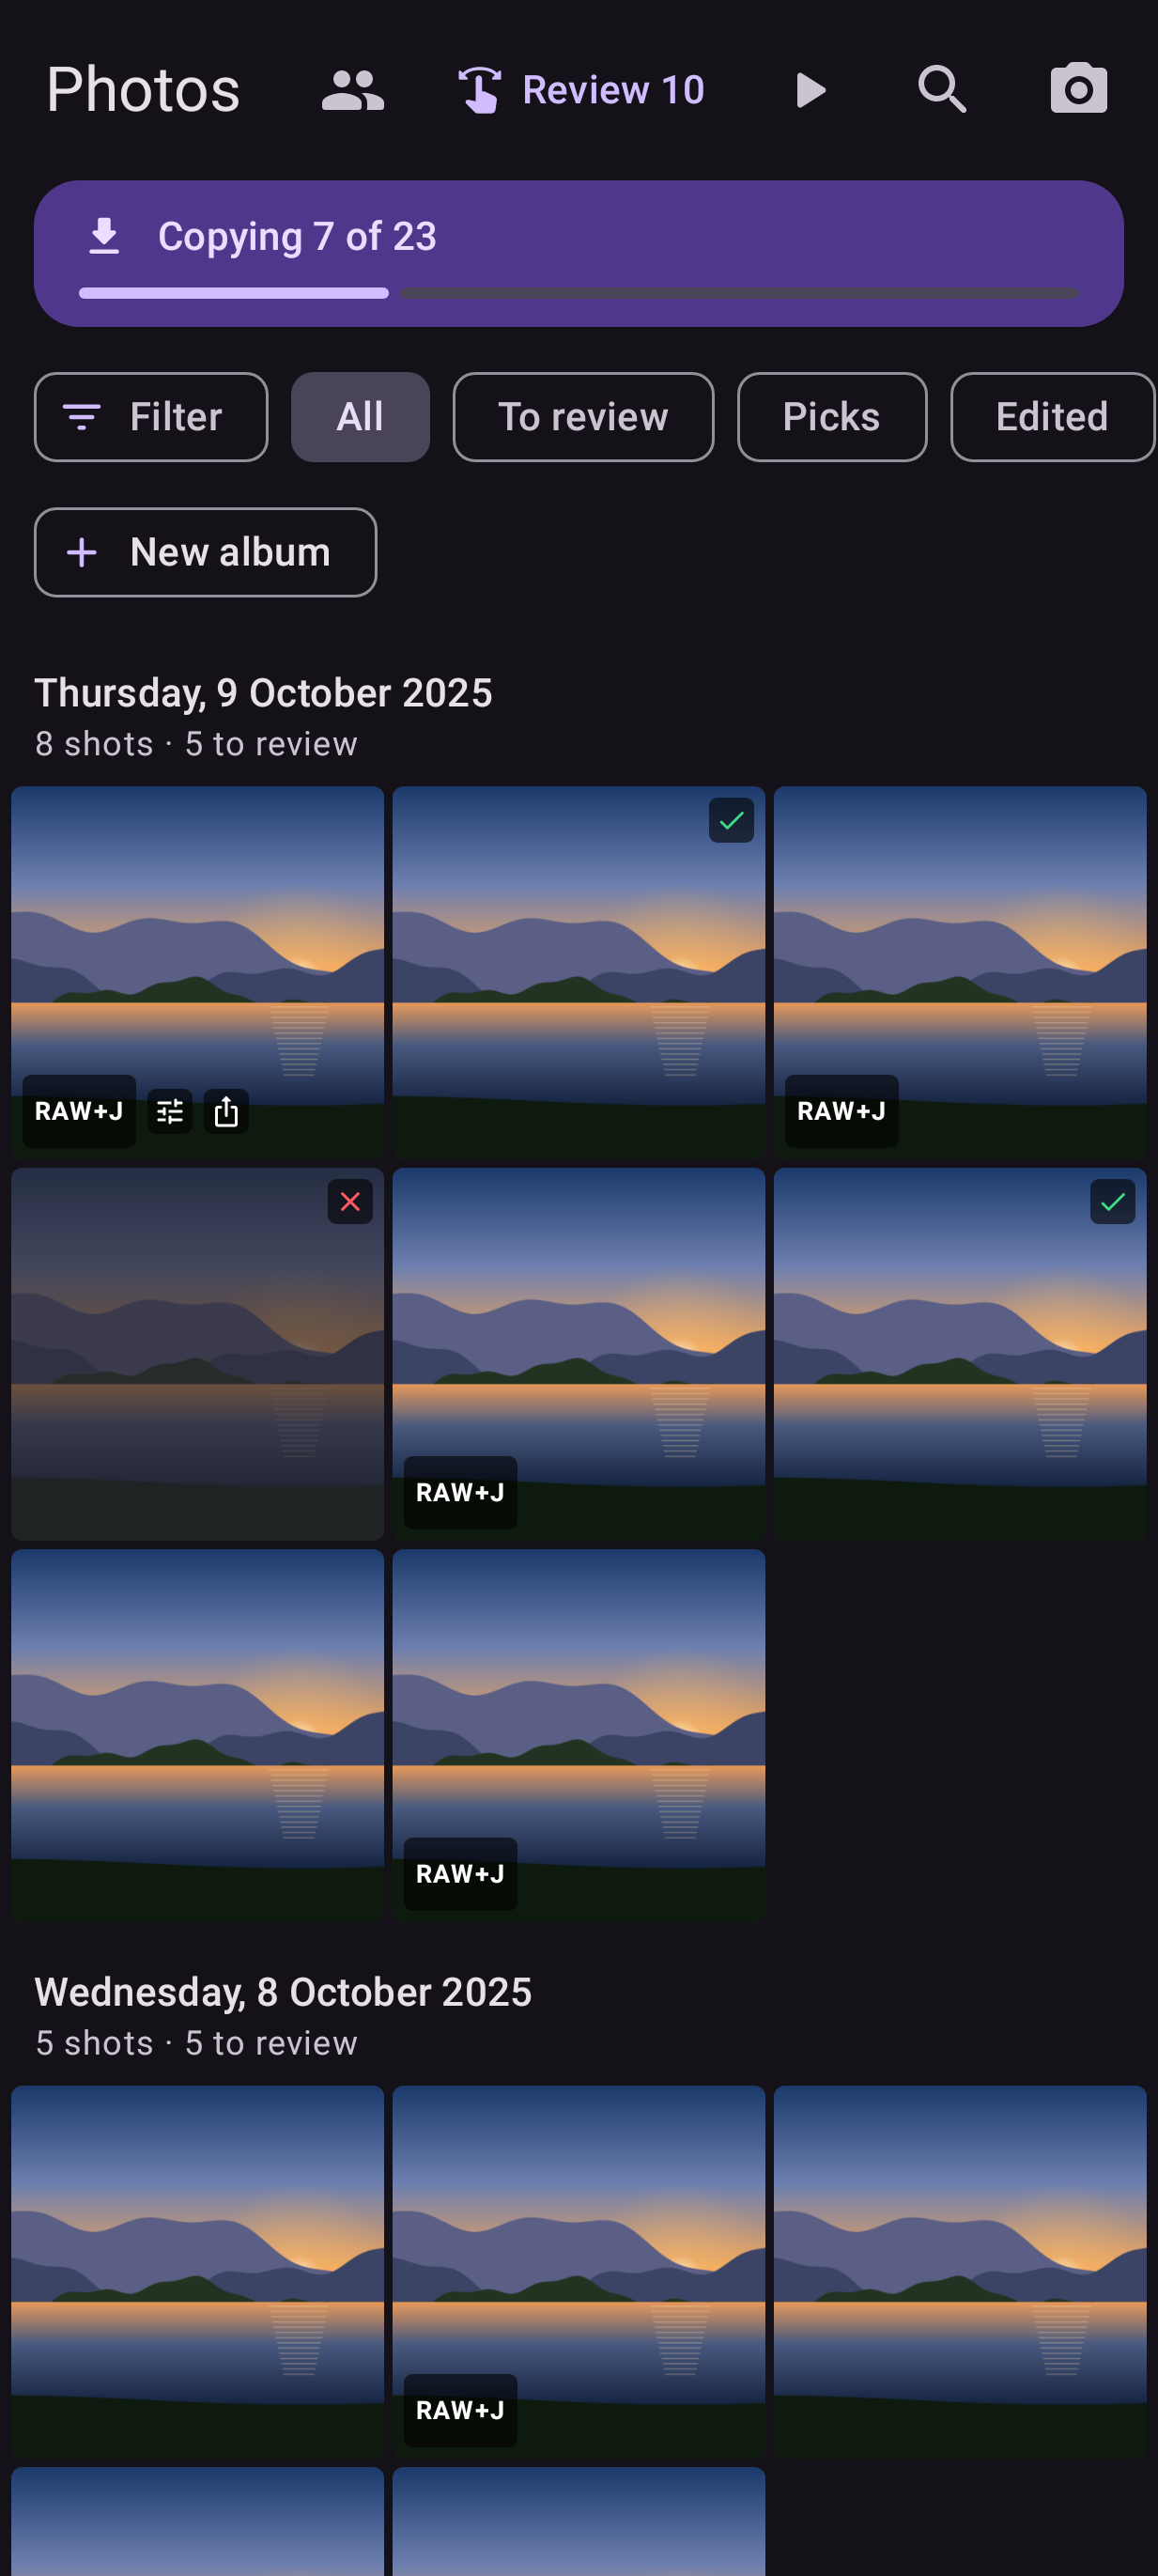 Photos
Review 10
Copying 7 of 23
Filter
All
To review
Picks
Edited
New album
Thursday, 9 October 2025
8 shots · 5 to review
RAW+J
RAW+J
RAW+J
RAW+J
Wednesday, 8 October 2025
5 shots · 5 to review
RAW+J